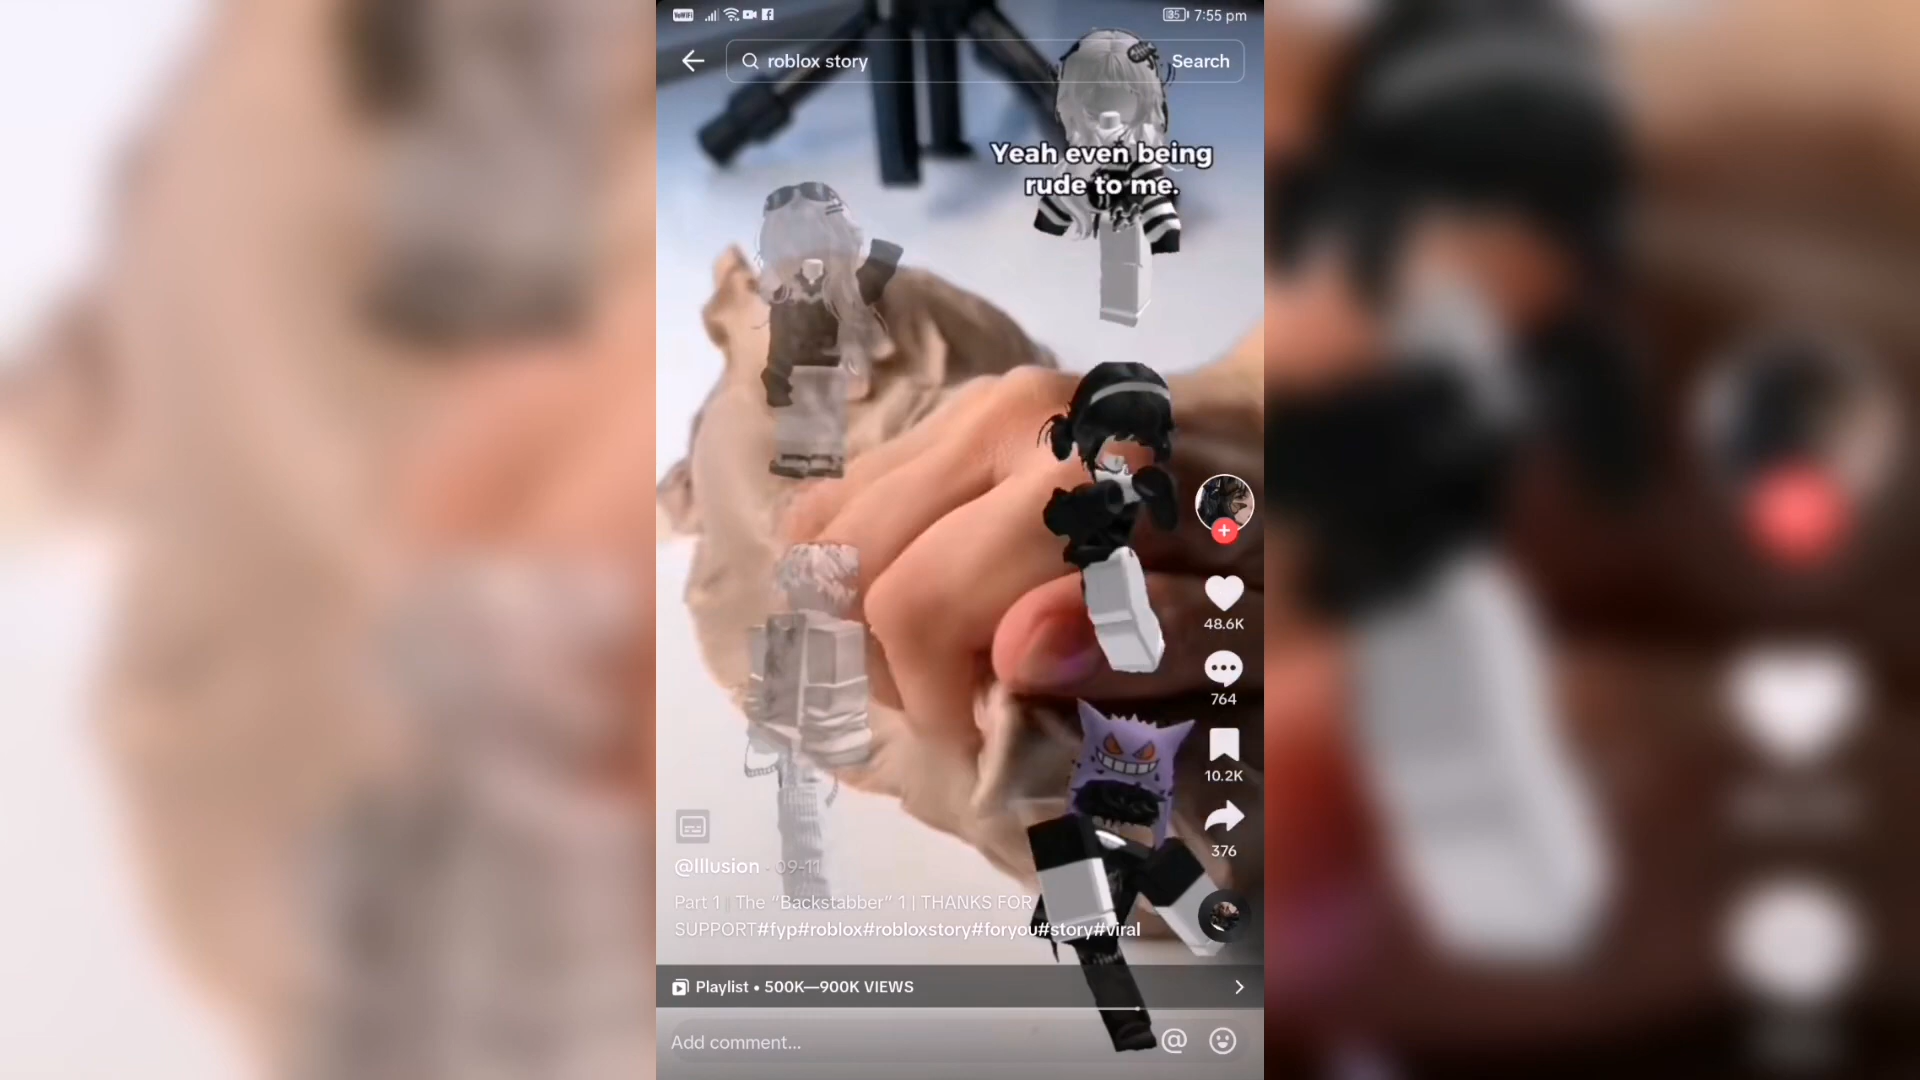 VoWiFi 35 7:55 pm
roblox story Search
Yeah even being
rude to me.
48.6K
764
10.2K
376
@Illusion · 09-11
Part 1 | The “Backstabber” 1 | THANKS FOR
SUPPORT#fyp#roblox#robloxstory#foryou#story#viral
Playlist • 500K—900K VIEWS
Add comment...